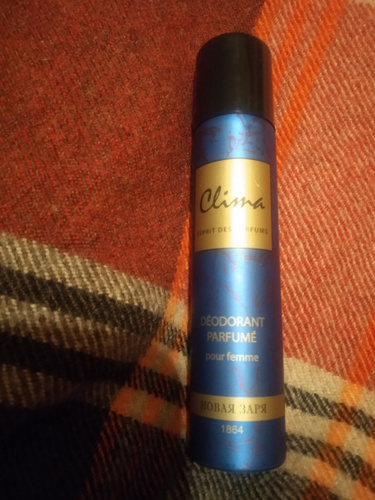 Clima
ESPRIT DES PARFUMS
DÉODORANT
PARFUMÉ
pour femme
НОВАЯ ЗАРЯ
1864